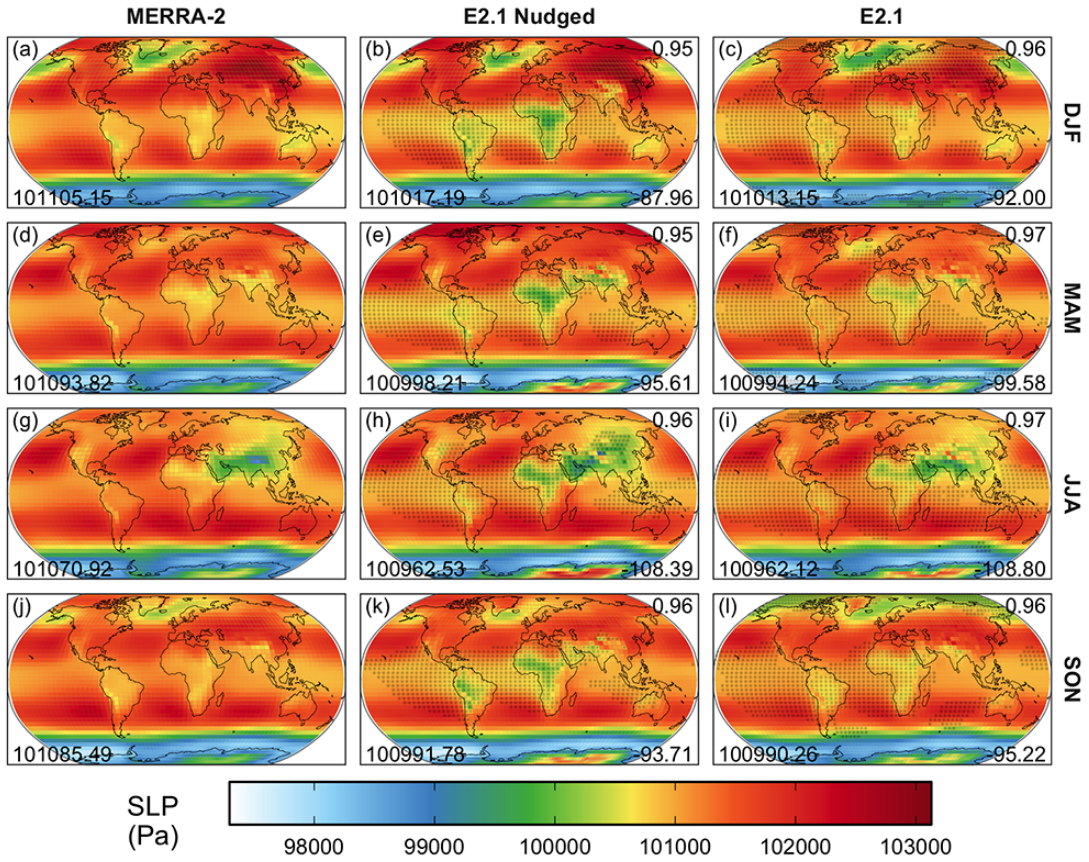 MERRA-2 E2.1 Nudged E2.1
(a) (b) 0.95 (c) 0.96
101105.15 101017.19 -87.96 101013.15 -92.00
DJF
(d) (e) 0.95 (f) 0.97
101093.82 100998.21 -95.61 100994.24 -99.58
MAM
(g) (h) 0.96 (i) 0.97
101070.92 100962.53 -108.39 100962.12 -108.80
JJA
(j) (k) 0.96 (l) 0.96
101085.49 100991.78 -93.71 100990.26 -95.22
SON
SLP
(Pa)
98000 99000 100000 101000 102000 103000